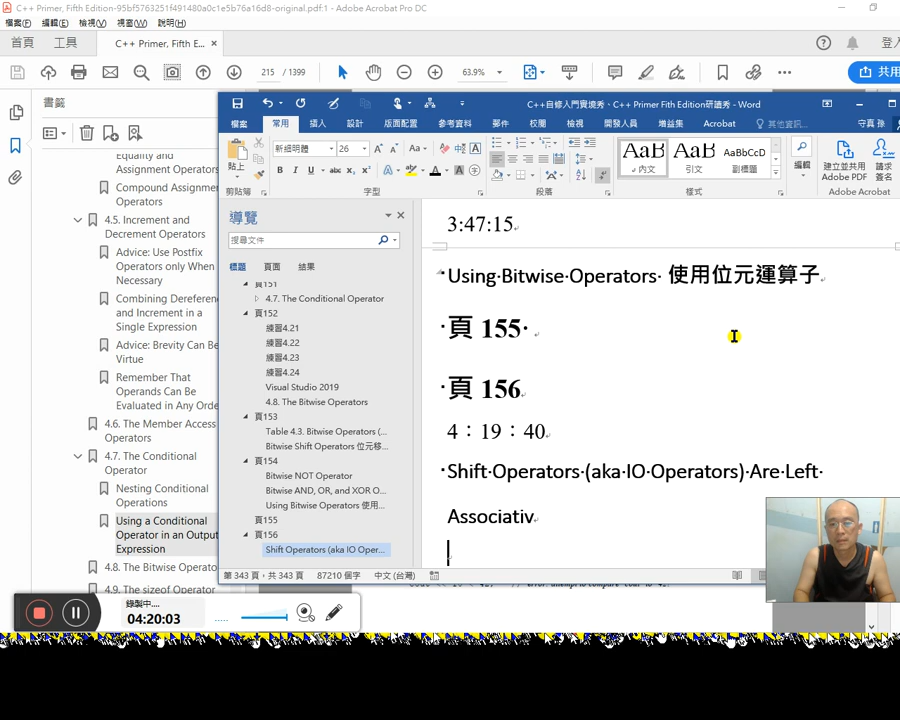 C++ Primer, Fifth Edition-95bf5763251f491480a0c1e5b76a16d8-original.pdf:1 - Adobe Acrobat Pro DC
檔案(F) 編輯(E) 檢視(V) 視窗(W) 說明(H)
首頁 工具 C++ Primer, Fifth E... × 登入
215 / 1399 63.9% 共用
書籤
C++自修入門實境秀、C++ Primer Fifth Edition研讀秀 - Word
檔案 常用 插入 設計 版面配置 參考資料 郵件 校閱 檢視 開發人員 增益集 Acrobat 告訴我... 守真 孫
貼上 新細明體 26 AaB AaB AaBbCcD 編輯 建立並共用 Adobe PDF 請求 簽名
內文 引文 副標題
剪貼簿 字型 段落 樣式 Adobe Acrobat
Equality and
Assignment Operators
Compound Assignment
Operators
4.5. Increment and
Decrement Operators
Advice: Use Postfix
Operators only When
Necessary
Combining Dereference
and Increment in a
Single Expression
Advice: Brevity Can Be
Virtue
Remember That
Operands Can Be
Evaluated in Any Orde
4.6. The Member Access
Operators
4.7. The Conditional
Operator
Nesting Conditional
Operations
Using a Conditional
Operator in an Output
Expression
4.8. The Bitwise Operato
4.9. The sizeof Operator
導覽
搜尋文件
標題 頁面 結果
頁151
4.7. The Conditional Operator
頁152
練習4.21
練習4.22
練習4.23
練習4.24
Visual Studio 2019
4.8. The Bitwise Operators
頁153
Table 4.3. Bitwise Operators (...
Bitwise Shift Operators 位元移...
頁154
Bitwise NOT Operator
Bitwise AND, OR, and XOR O...
Using Bitwise Operators 使用...
頁155
頁156
Shift Operators (aka IO Oper...
3:47:15
Using Bitwise Operators 使用位元運算子
頁 155
頁 156
4：19：40
Shift Operators (aka IO Operators) Are Left
Associativ
第 343 頁，共 343 頁 87210 個字 中文 (台灣)
錄製中....
04:20:03